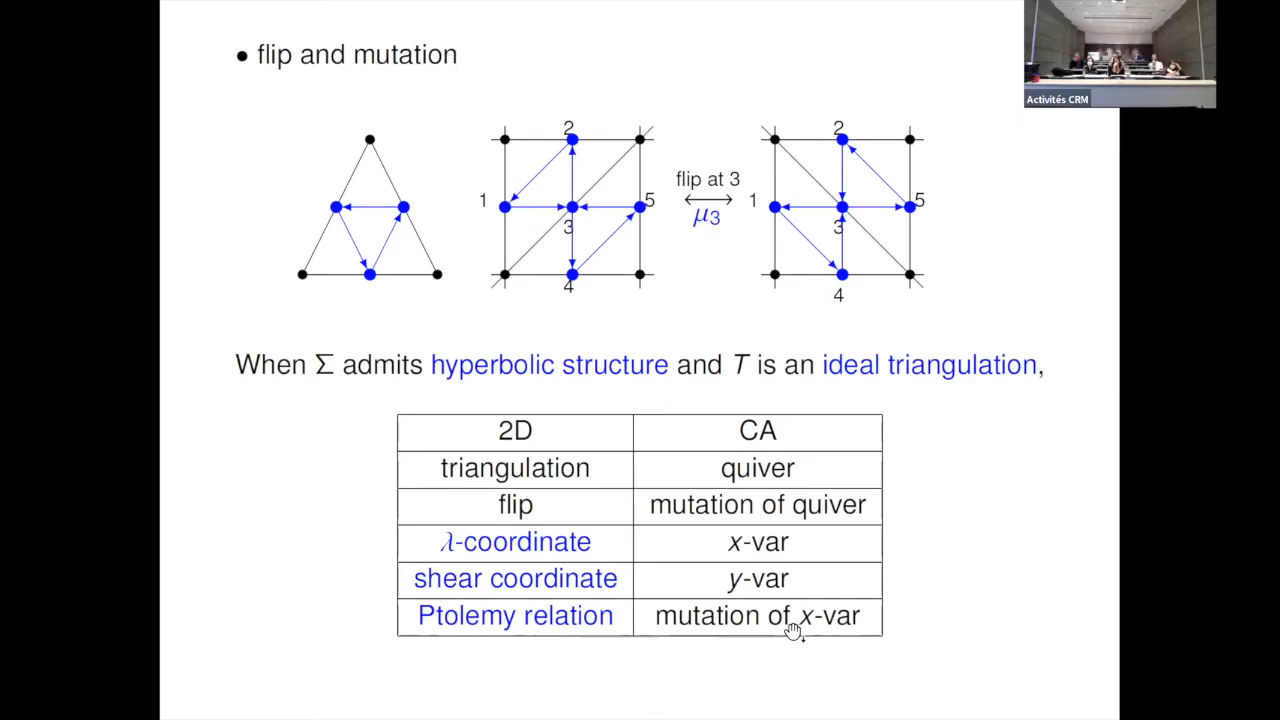 • flip and mutation
Activités CRM
2
2
flip at 3
1
5
1
5
μ3
3
3
4
4
When Σ admits hyperbolic structure and T is an ideal triangulation,
2D CA
triangulation quiver
flip mutation of quiver
λ-coordinate x-var
shear coordinate y-var
Ptolemy relation mutation of x-var